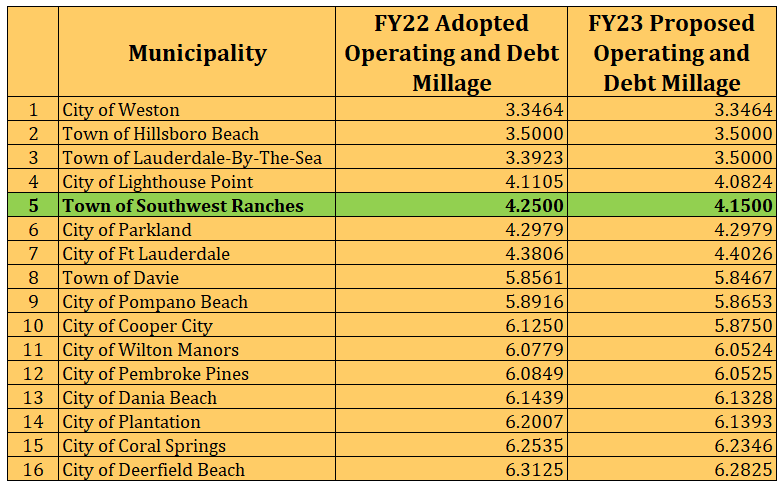 Municipality
FY22 Adopted
Operating and Debt
Millage
FY23 Proposed
Operating and
Debt Millage
1 City of Weston 3.3464 3.3464
2 Town of Hillsboro Beach 3.5000 3.5000
3 Town of Lauderdale-By-The-Sea 3.3923 3.5000
4 City of Lighthouse Point 4.1105 4.0824
5 Town of Southwest Ranches 4.2500 4.1500
6 City of Parkland 4.2979 4.2979
7 City of Ft Lauderdale 4.3806 4.4026
8 Town of Davie 5.8561 5.8467
9 City of Pompano Beach 5.8916 5.8653
10 City of Cooper City 6.1250 5.8750
11 City of Wilton Manors 6.0779 6.0524
12 City of Pembroke Pines 6.0849 6.0525
13 City of Dania Beach 6.1439 6.1328
14 City of Plantation 6.2007 6.1393
15 City of Coral Springs 6.2535 6.2346
16 City of Deerfield Beach 6.3125 6.2825